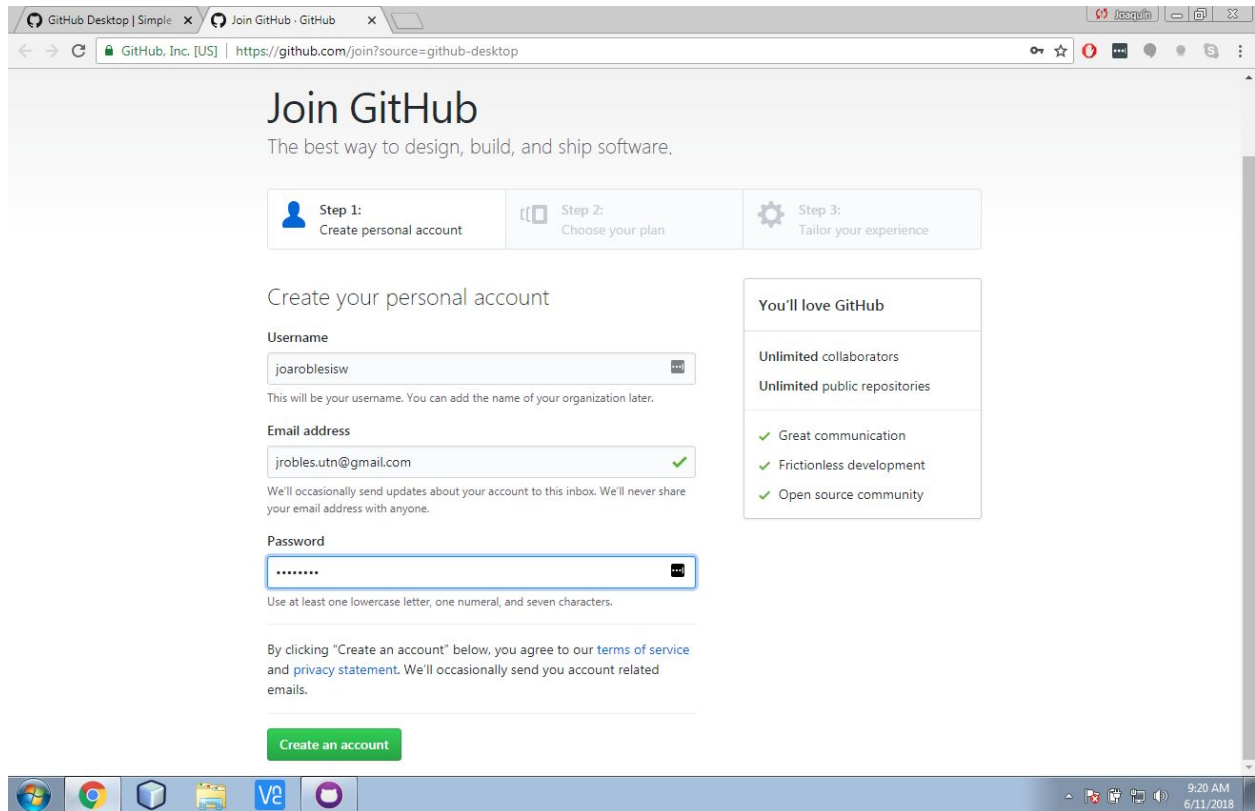 GitHub Desktop | Simple
Join GitHub · GitHub
Joaquín
GitHub, Inc. [US] | https://github.com/join?source=github-desktop
Join GitHub
The best way to design, build, and ship software.
Step 1:
Create personal account
Step 2:
Choose your plan
Step 3:
Tailor your experience
Create your personal account
Username
joaroblesisw
This will be your username. You can add the name of your organization later.
Email address
jrobles.utn@gmail.com
We'll occasionally send updates about your account to this inbox. We'll never share
your email address with anyone.
Password
••••••••
Use at least one lowercase letter, one numeral, and seven characters.
By clicking "Create an account" below, you agree to our terms of service
and privacy statement. We'll occasionally send you account related
emails.
Create an account
You'll love GitHub
Unlimited collaborators
Unlimited public repositories
Great communication
Frictionless development
Open source community
9:20 AM
6/11/2018